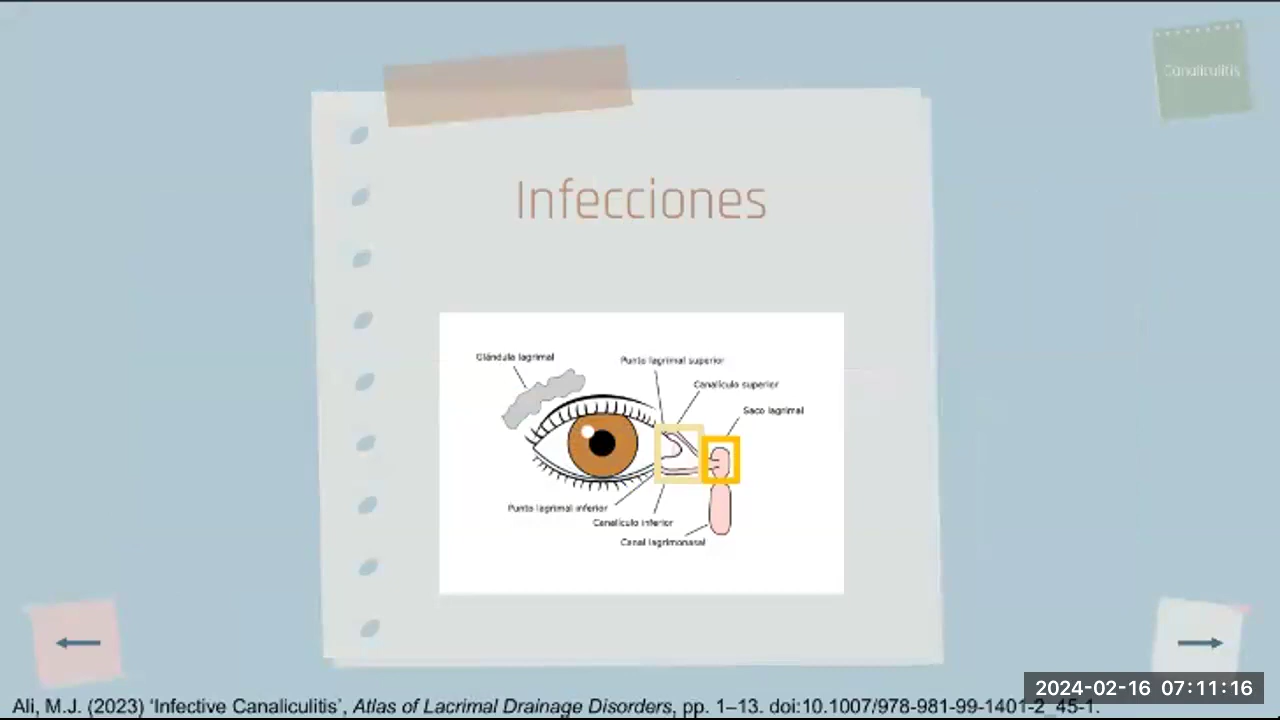 Canaliculitis
Infecciones
Glándula lagrimal
Punto lagrimal superior
Canalículo superior
Saco lagrimal
Punto lagrimal inferior
Canalículo inferior
Canal lagrimonasal
2024-02-16 07:11:16
Ali, M.J. (2023) ‘Infective Canaliculitis’, Atlas of Lacrimal Drainage Disorders, pp. 1–13. doi:10.1007/978-981-99-1401-2_45-1.